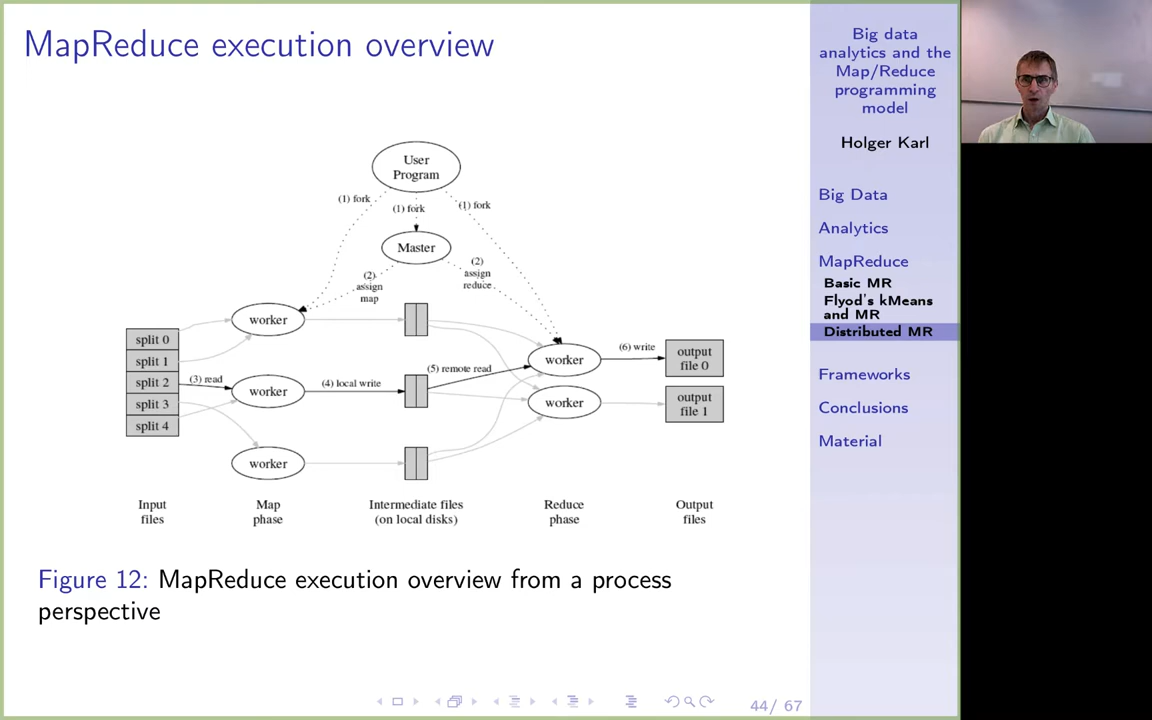 MapReduce execution overview
User
Program
(1) fork
(1) fork
(1) fork
Master
(2)
assign
map
(2)
assign
reduce
worker
split 0
split 1
split 2
split 3
split 4
(3) read
worker
(4) local write
(5) remote read
worker
(6) write
output
file 0
worker
output
file 1
worker
Input
files
Map
phase
Intermediate files
(on local disks)
Reduce
phase
Output
files
Figure 12: MapReduce execution overview from a process
perspective
44/ 67
Big data
analytics and the
Map/Reduce
programming
model
Holger Karl
Big Data
Analytics
MapReduce
Basic MR
Flyod's kMeans
and MR
Distributed MR
Frameworks
Conclusions
Material